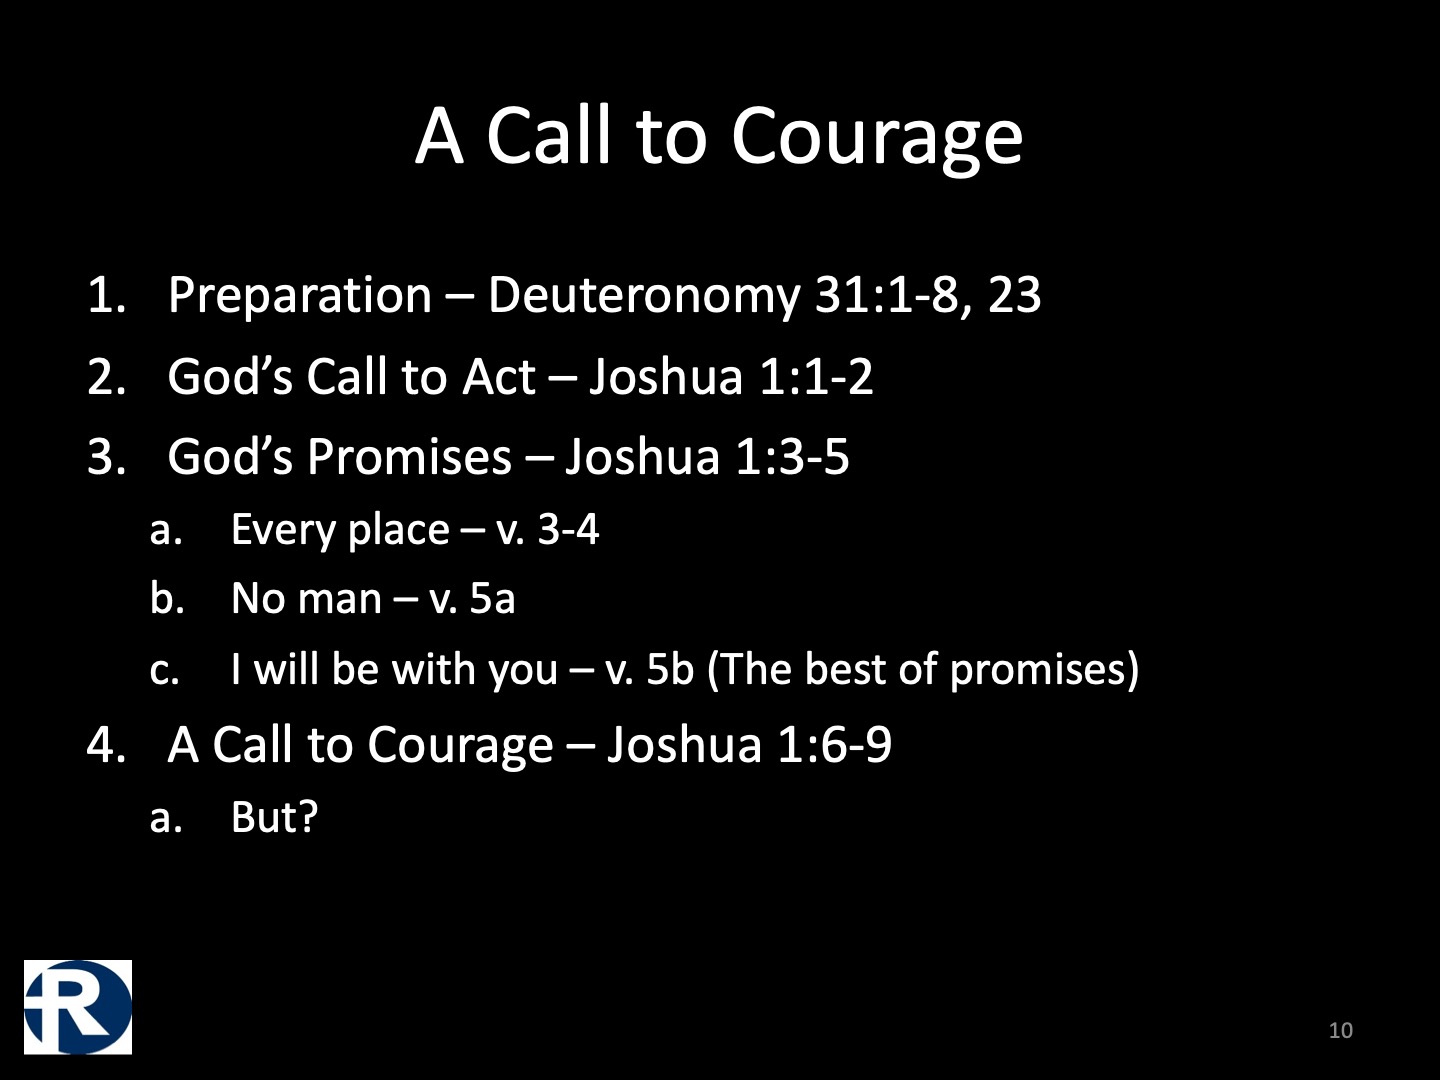 A Call to Courage
1. Preparation – Deuteronomy 31:1-8, 23
2. God’s Call to Act – Joshua 1:1-2
3. God’s Promises – Joshua 1:3-5
a. Every place – v. 3-4
b. No man – v. 5a
c. I will be with you – v. 5b (The best of promises)
4. A Call to Courage – Joshua 1:6-9
a. But?
R
10